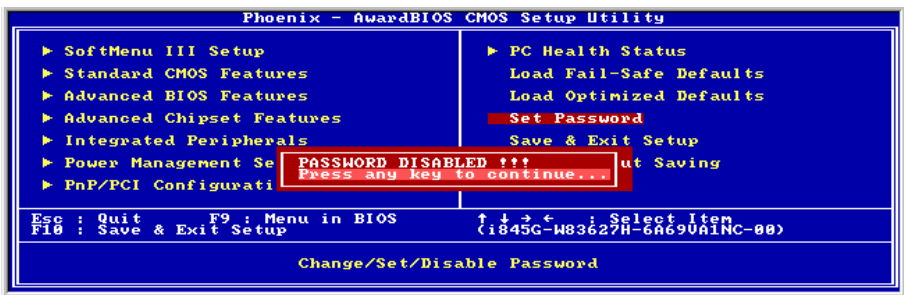 Phoenix - AwardBIOS CMOS Setup Utility
► SoftMenu III Setup
► Standard CMOS Features
► Advanced BIOS Features
► Advanced Chipset Features
► Integrated Peripherals
► Power Management Se
► PnP/PCI Configurati
► PC Health Status
Load Fail-Safe Defaults
Load Optimized Defaults
Set Password
Save & Exit Setup
ut Saving
PASSWORD DISABLED !!!
Press any key to continue...
Esc : Quit F9 : Menu in BIOS ↑ ↓ → ← : Select Item
F10 : Save & Exit Setup (i845G-W83627H-6A69VA1NC-00)
Change/Set/Disable Password